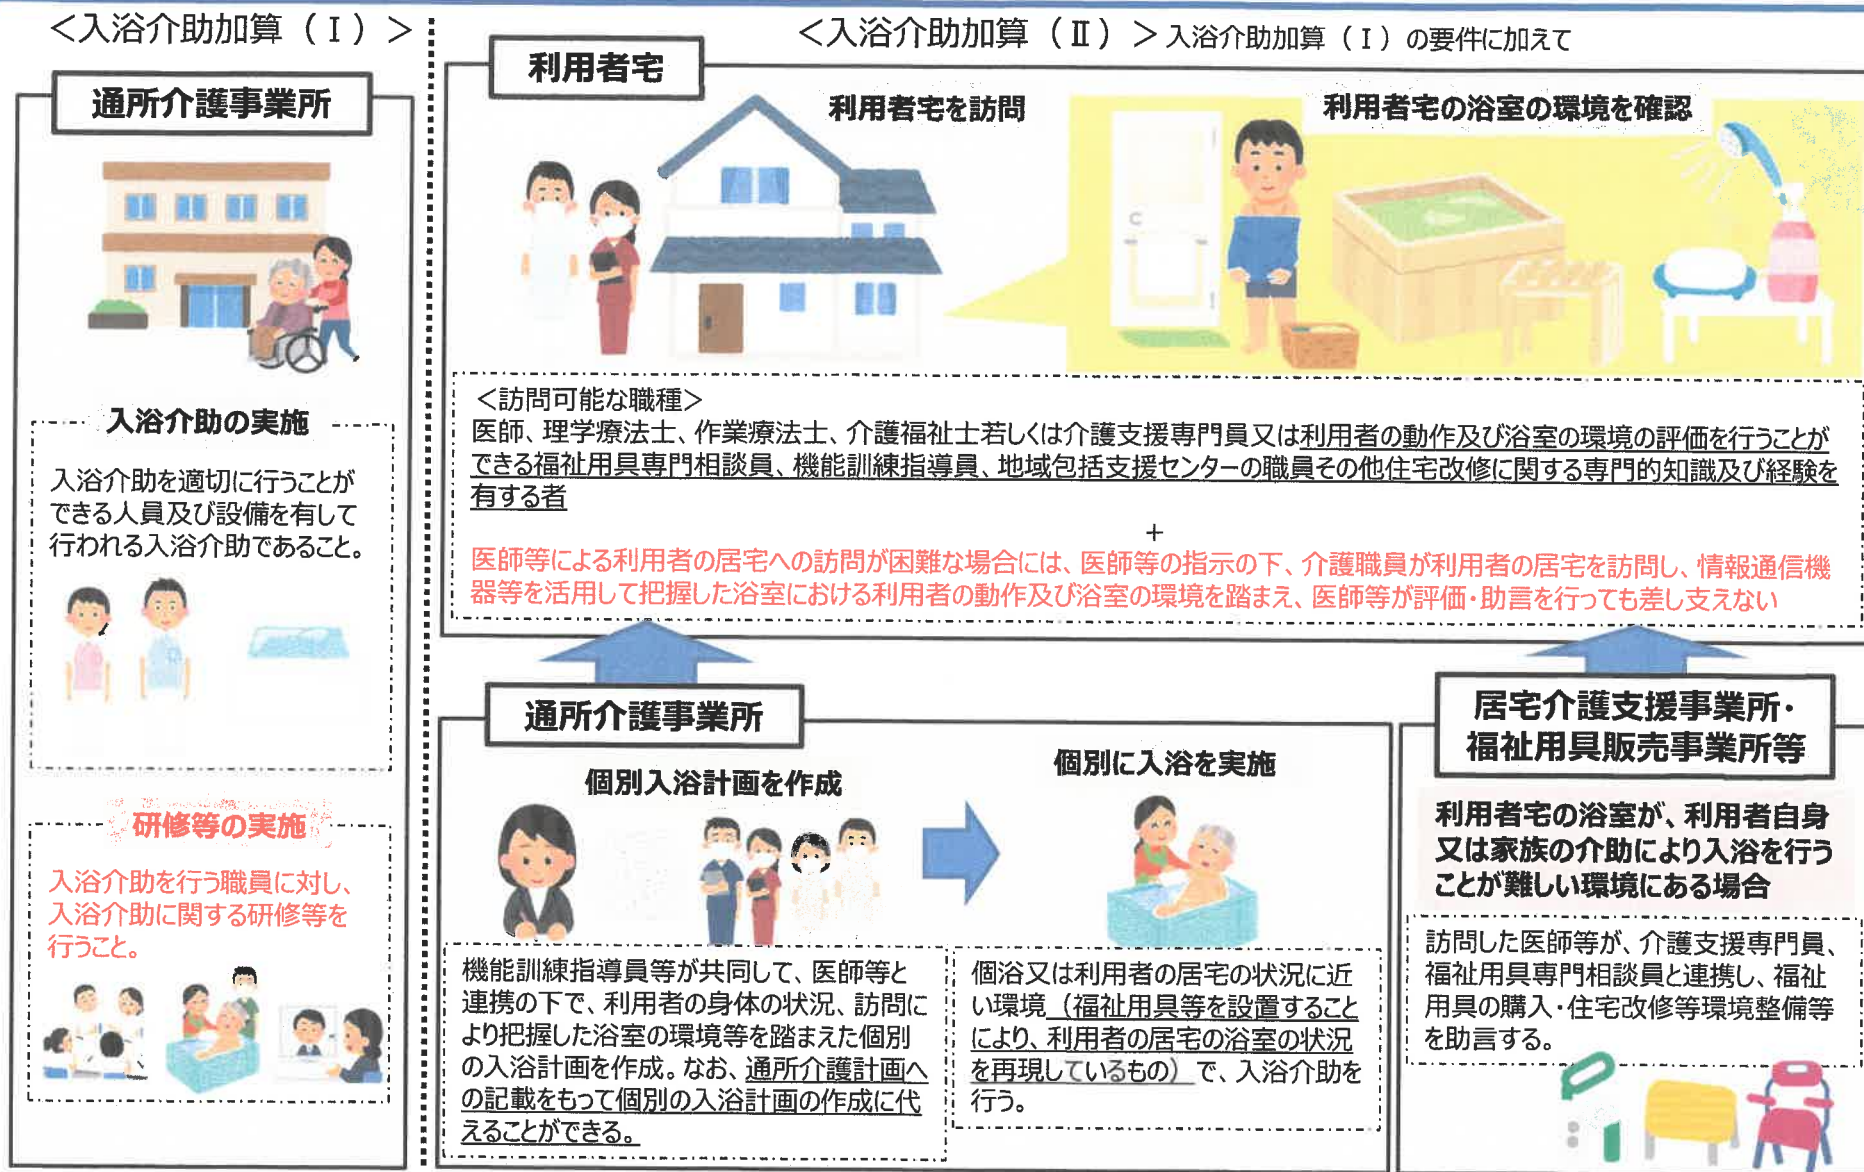 ＜入浴介助加算（Ⅰ）＞
通所介護事業所
入浴介助の実施
入浴介助を適切に行うことが
できる人員及び設備を有して
行われる入浴介助であること。
研修等の実施
入浴介助を行う職員に対し、
入浴介助に関する研修等を
行うこと。
＜入浴介助加算（Ⅱ）＞入浴介助加算（Ⅰ）の要件に加えて
利用者宅
利用者宅を訪問
利用者宅の浴室の環境を確認
＜訪問可能な職種＞
医師、理学療法士、作業療法士、介護福祉士若しくは介護支援専門員又は利用者の動作及び浴室の環境の評価を行うことが
できる福祉用具専門相談員、機能訓練指導員、地域包括支援センターの職員その他住宅改修に関する専門的知識及び経験を
有する者
＋
医師等による利用者の居宅への訪問が困難な場合には、医師等の指示の下、介護職員が利用者の居宅を訪問し、情報通信機
器等を活用して把握した浴室における利用者の動作及び浴室の環境を踏まえ、医師等が評価・助言を行っても差し支えない
通所介護事業所
個別入浴計画を作成
機能訓練指導員等が共同して、医師等と
連携の下で、利用者の身体の状況、訪問に
より把握した浴室の環境等を踏まえた個別
の入浴計画を作成。なお、通所介護計画へ
の記載をもって個別の入浴計画の作成に代
えることができる。
個別に入浴を実施
個浴又は利用者の居宅の状況に近
い環境（福祉用具等を設置すること
により、利用者の居宅の浴室の状況
を再現しているもの）で、入浴介助を
行う。
居宅介護支援事業所・
福祉用具販売事業所等
利用者宅の浴室が、利用者自身
又は家族の介助により入浴を行う
ことが難しい環境にある場合
訪問した医師等が、介護支援専門員、
福祉用具専門相談員と連携し、福祉
用具の購入・住宅改修等環境整備等
を助言する。